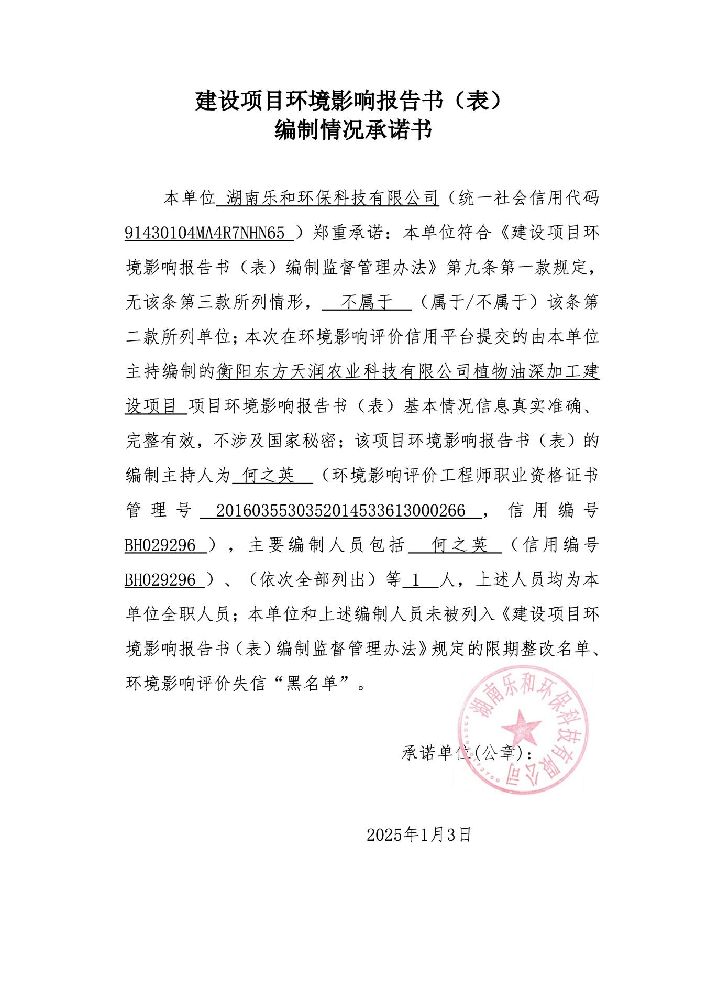 建设项目环境影响报告书（表）
编制情况承诺书
本单位 湖南乐和环保科技有限公司（统一社会信用代码
91430104MA4R7NHN65 ）郑重承诺：本单位符合《建设项目环
境影响报告书（表）编制监督管理办法》第九条第一款规定，
无该条第三款所列情形， 不属于 （属于/不属于）该条第
二款所列单位；本次在环境影响评价信用平台提交的由本单位
主持编制的衡阳东方天润农业科技有限公司植物油深加工建
设项目 项目环境影响报告书（表）基本情况信息真实准确、
完整有效，不涉及国家秘密；该项目环境影响报告书（表）的
编制主持人为 何之英 （环境影响评价工程师职业资格证书
管理号 2016035530352014533613000266 ，信用编号
BH029296 ），主要编制人员包括 何之英 （信用编号
BH029296 ）、（依次全部列出）等 1 人，上述人员均为本
单位全职人员；本单位和上述编制人员未被列入《建设项目环
境影响报告书（表）编制监督管理办法》规定的限期整改名单、
环境影响评价失信“黑名单”。
湖南乐和环保科技有限公司
承诺单位(公章)：
2025年1月3日